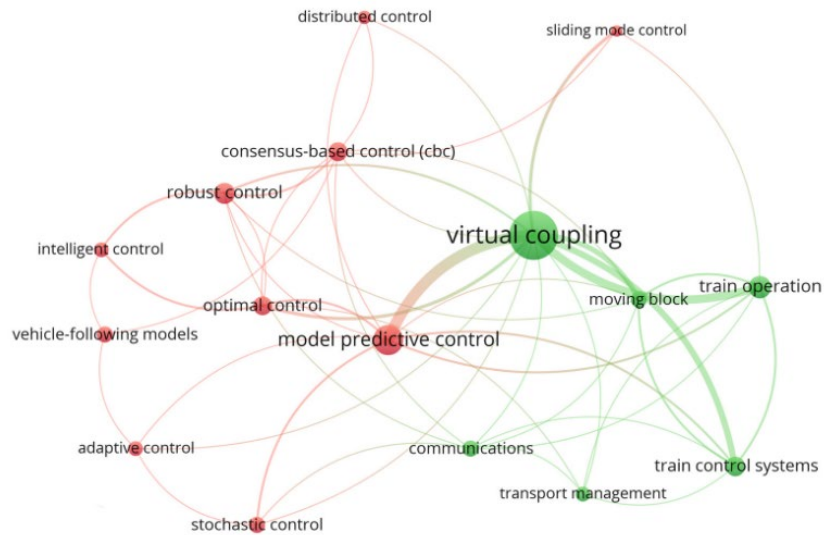 distributed control
sliding mode control
consensus-based control (cbc)
robust control
virtual coupling
intelligent control
train operation
moving block
optimal control
vehicle-following models
model predictive control
adaptive control
communications
train control systems
transport management
stochastic control